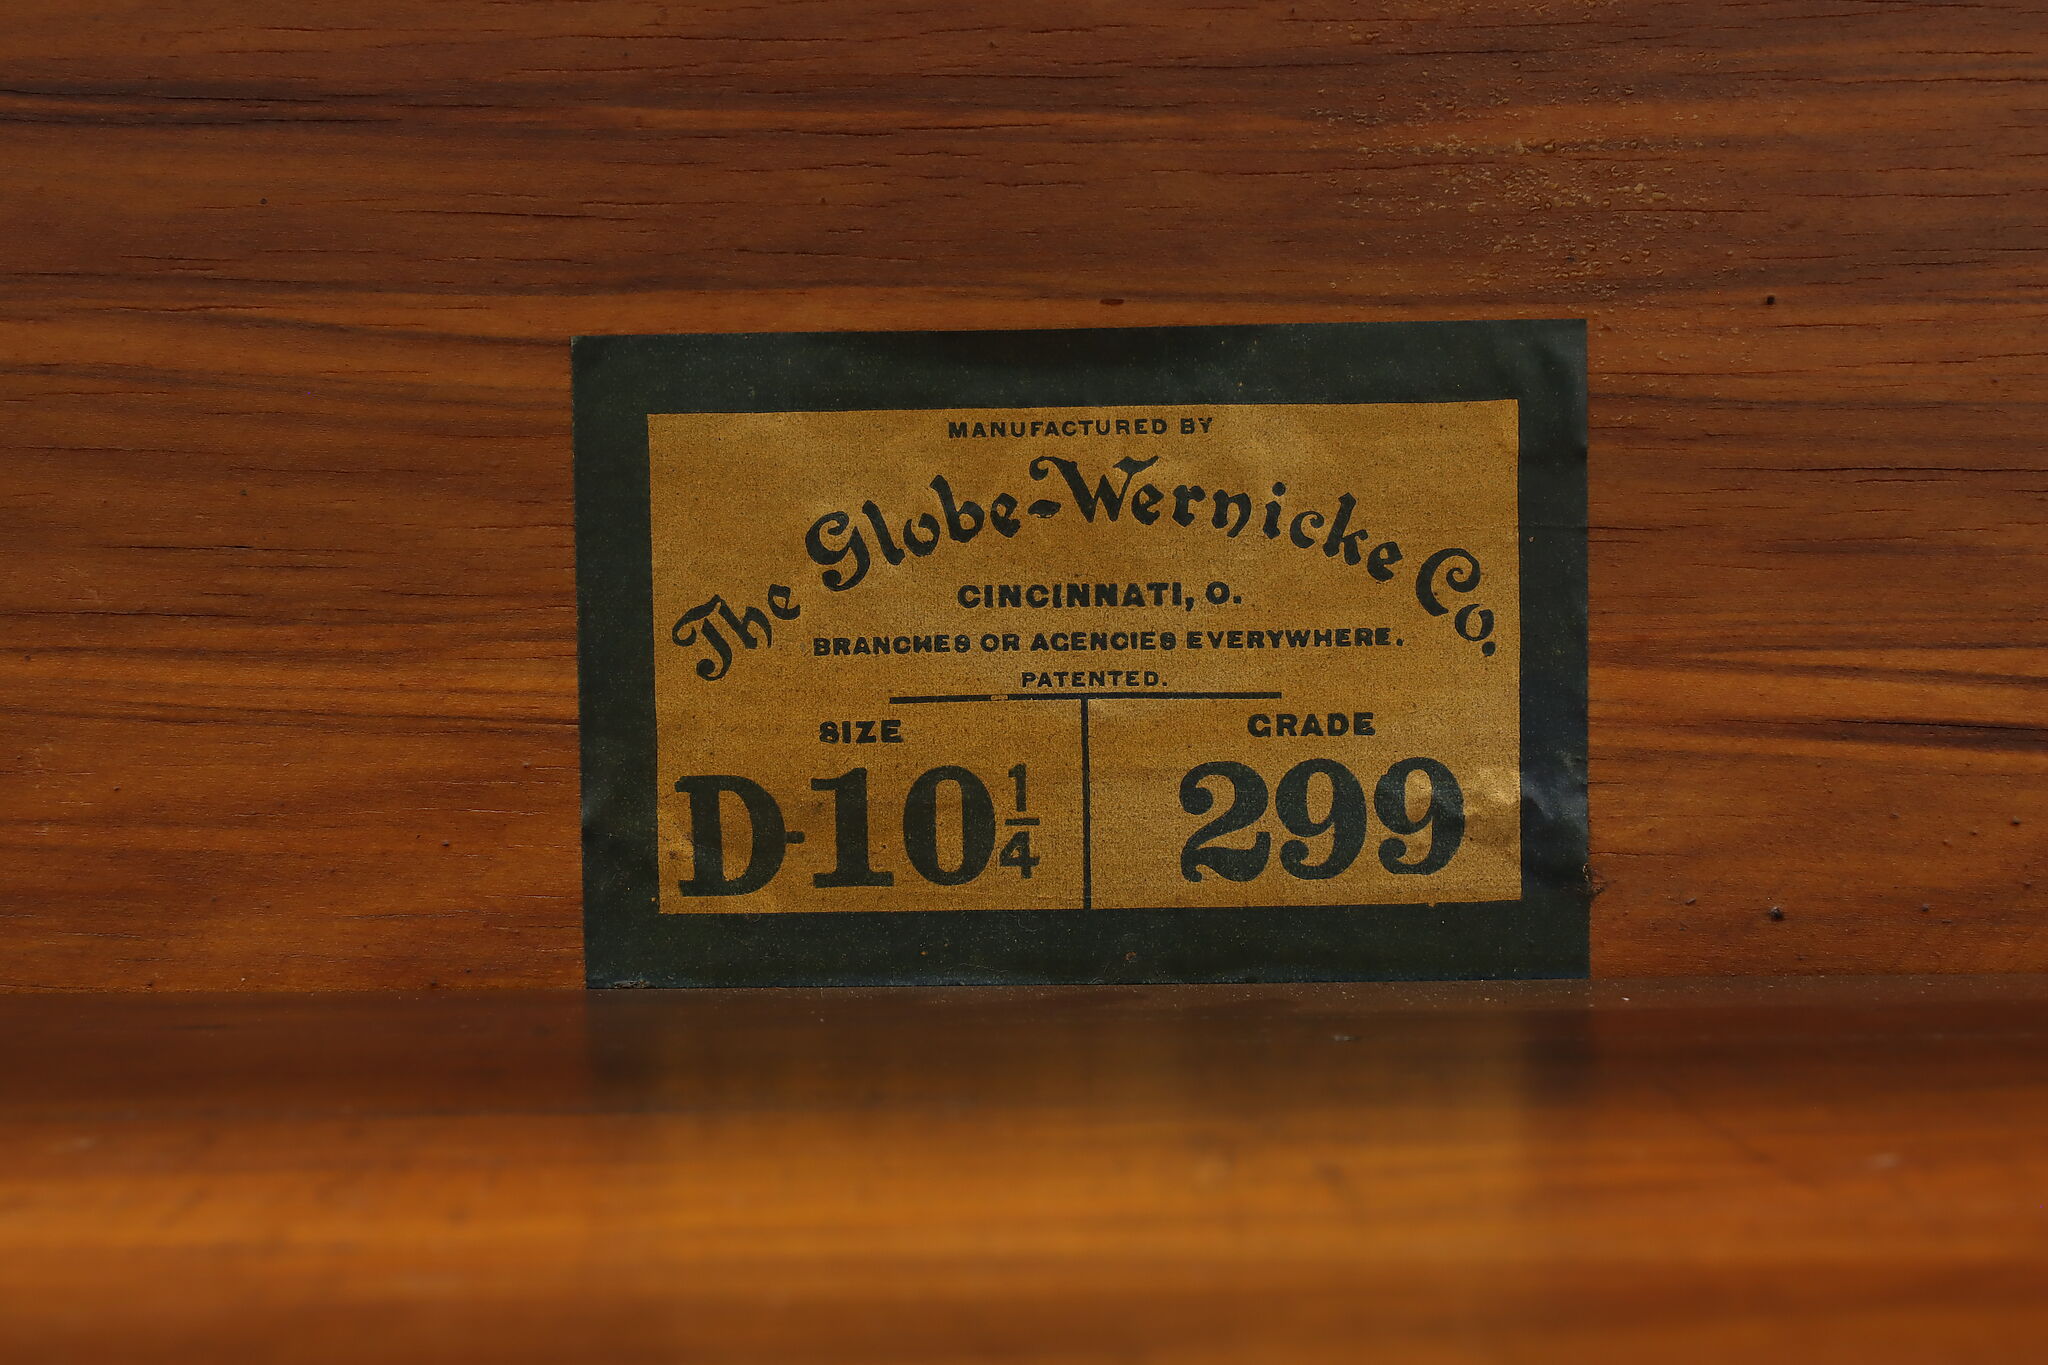 MANUFACTURED BY
The Globe-Wernicke Co.
CINCINNATI, O.
BRANCHES OR AGENCIES EVERYWHERE.
PATENTED.
SIZE GRADE
D-10 1/4 299